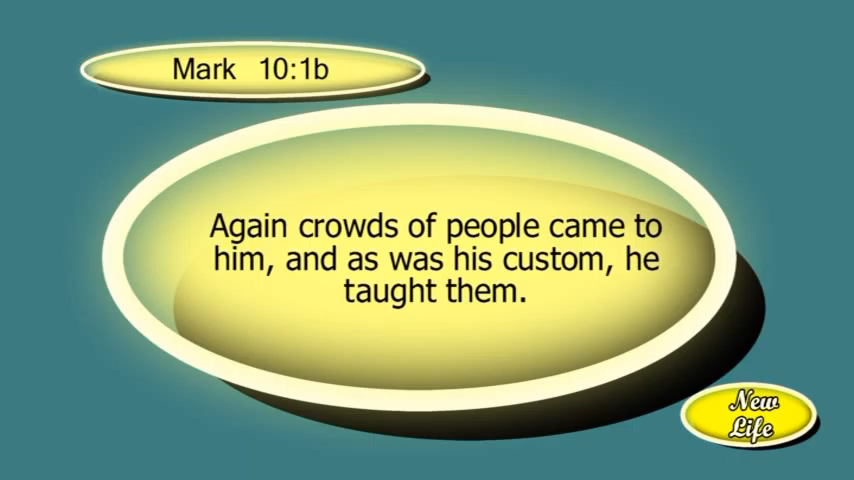 Mark 10:1b
Again crowds of people came to
him, and as was his custom, he
taught them.
New
Life